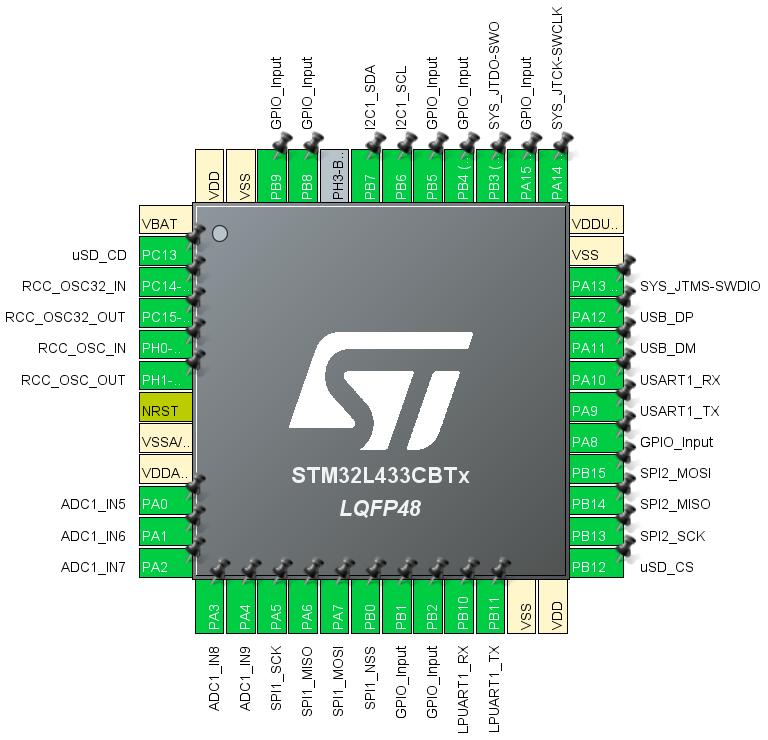 GPIO_Input
GPIO_Input
I2C1_SDA
I2C1_SCL
GPIO_Input
GPIO_Input
SYS_JTDO-SWO
GPIO_Input
SYS_JTCK-SWCLK
VDD
VSS
PB9
PB8
PH3-B..
PB7
PB6
PB5
PB4 (..
PB3 (..
PA15 ..
PA14 ..
VBAT
uSD_CD PC13
RCC_OSC32_IN PC14-..
RCC_OSC32_OUT PC15-..
RCC_OSC_IN PH0-..
RCC_OSC_OUT PH1-..
NRST
VSSA/..
VDDA..
ADC1_IN5 PA0
ADC1_IN6 PA1
ADC1_IN7 PA2
ST
STM32L433CBTx
LQFP48
VDDU..
VSS
PA13 .. SYS_JTMS-SWDIO
PA12 USB_DP
PA11 USB_DM
PA10 USART1_RX
PA9 USART1_TX
PA8 GPIO_Input
PB15 SPI2_MOSI
PB14 SPI2_MISO
PB13 SPI2_SCK
PB12 uSD_CS
PA3
PA4
PA5
PA6
PA7
PB0
PB1
PB2
PB10
PB11
VSS
VDD
ADC1_IN8
ADC1_IN9
SPI1_SCK
SPI1_MISO
SPI1_MOSI
SPI1_NSS
GPIO_Input
GPIO_Input
LPUART1_RX
LPUART1_TX